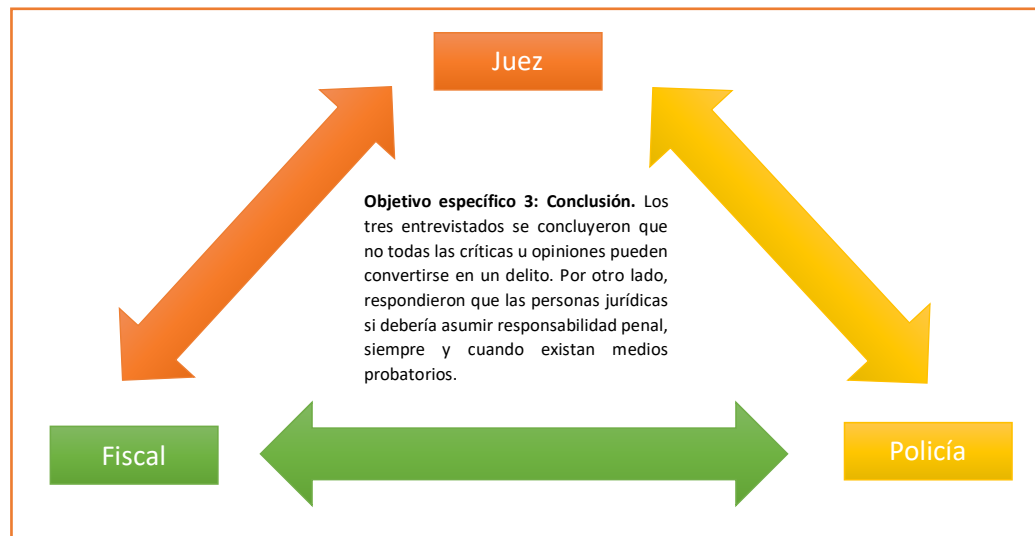 Juez
Objetivo específico 3: Conclusión. Los
tres entrevistados se concluyeron que
no todas las críticas u opiniones pueden
convertirse en un delito. Por otro lado,
respondieron que las personas jurídicas
si debería asumir responsabilidad penal,
siempre y cuando existan medios
probatorios.
Fiscal
Policía